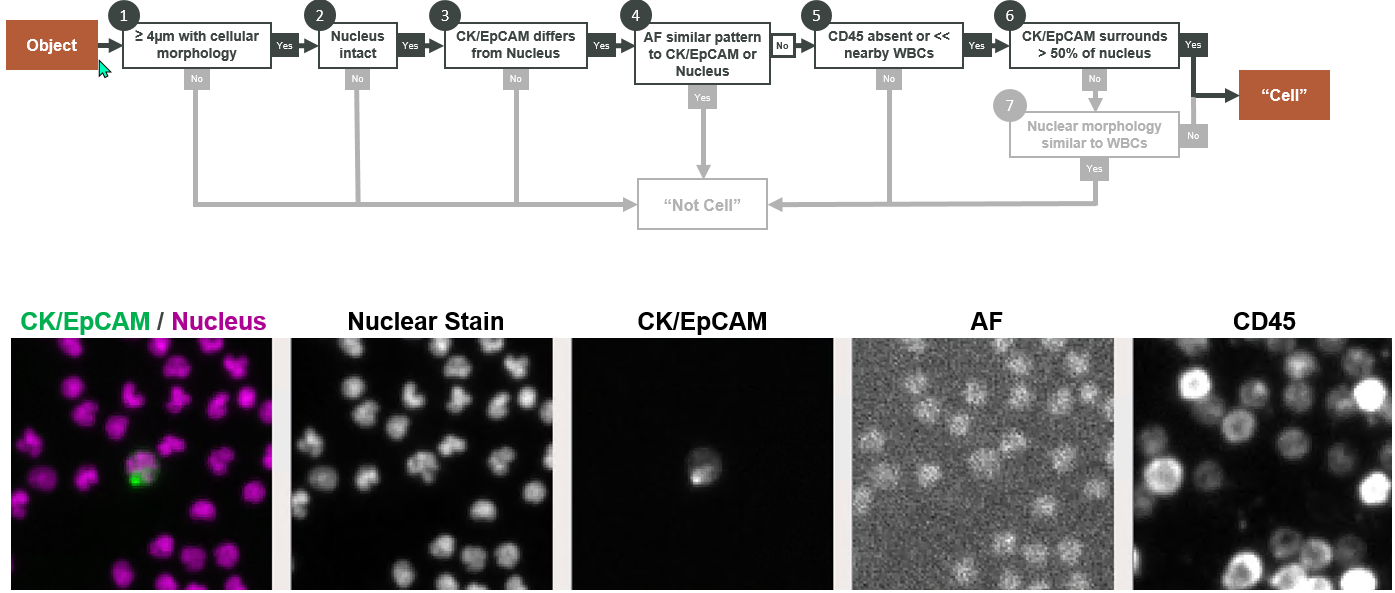 1
2
3
4
5
6
Object
≥ 4µm with cellular
morphology
Yes
Nucleus
intact
Yes
CK/EpCAM differs
from Nucleus
Yes
AF similar pattern
to CK/EpCAM or
Nucleus
No
CD45 absent or <<
nearby WBCs
Yes
CK/EpCAM surrounds
> 50% of nucleus
Yes
No
No
No
Yes
No
No
“Cell”
7
Nuclear morphology
similar to WBCs
No
Yes
“Not Cell”
CK/EpCAM / Nucleus
Nuclear Stain
CK/EpCAM
AF
CD45